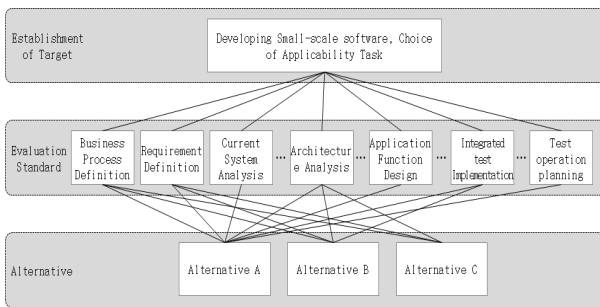 Establishment
of Target
Developing Small-scale software, Choice
of Applicability Task
Evaluation
Standard
Business
Process
Definition
Requirement
Definition
Current
System
Analysis
...
Architectur
e Analysis
...
Application
Function
Design
...
Integrated
test
Implementation
...
Test
operation
planning
Alternative
Alternative A
Alternative B
Alternative C